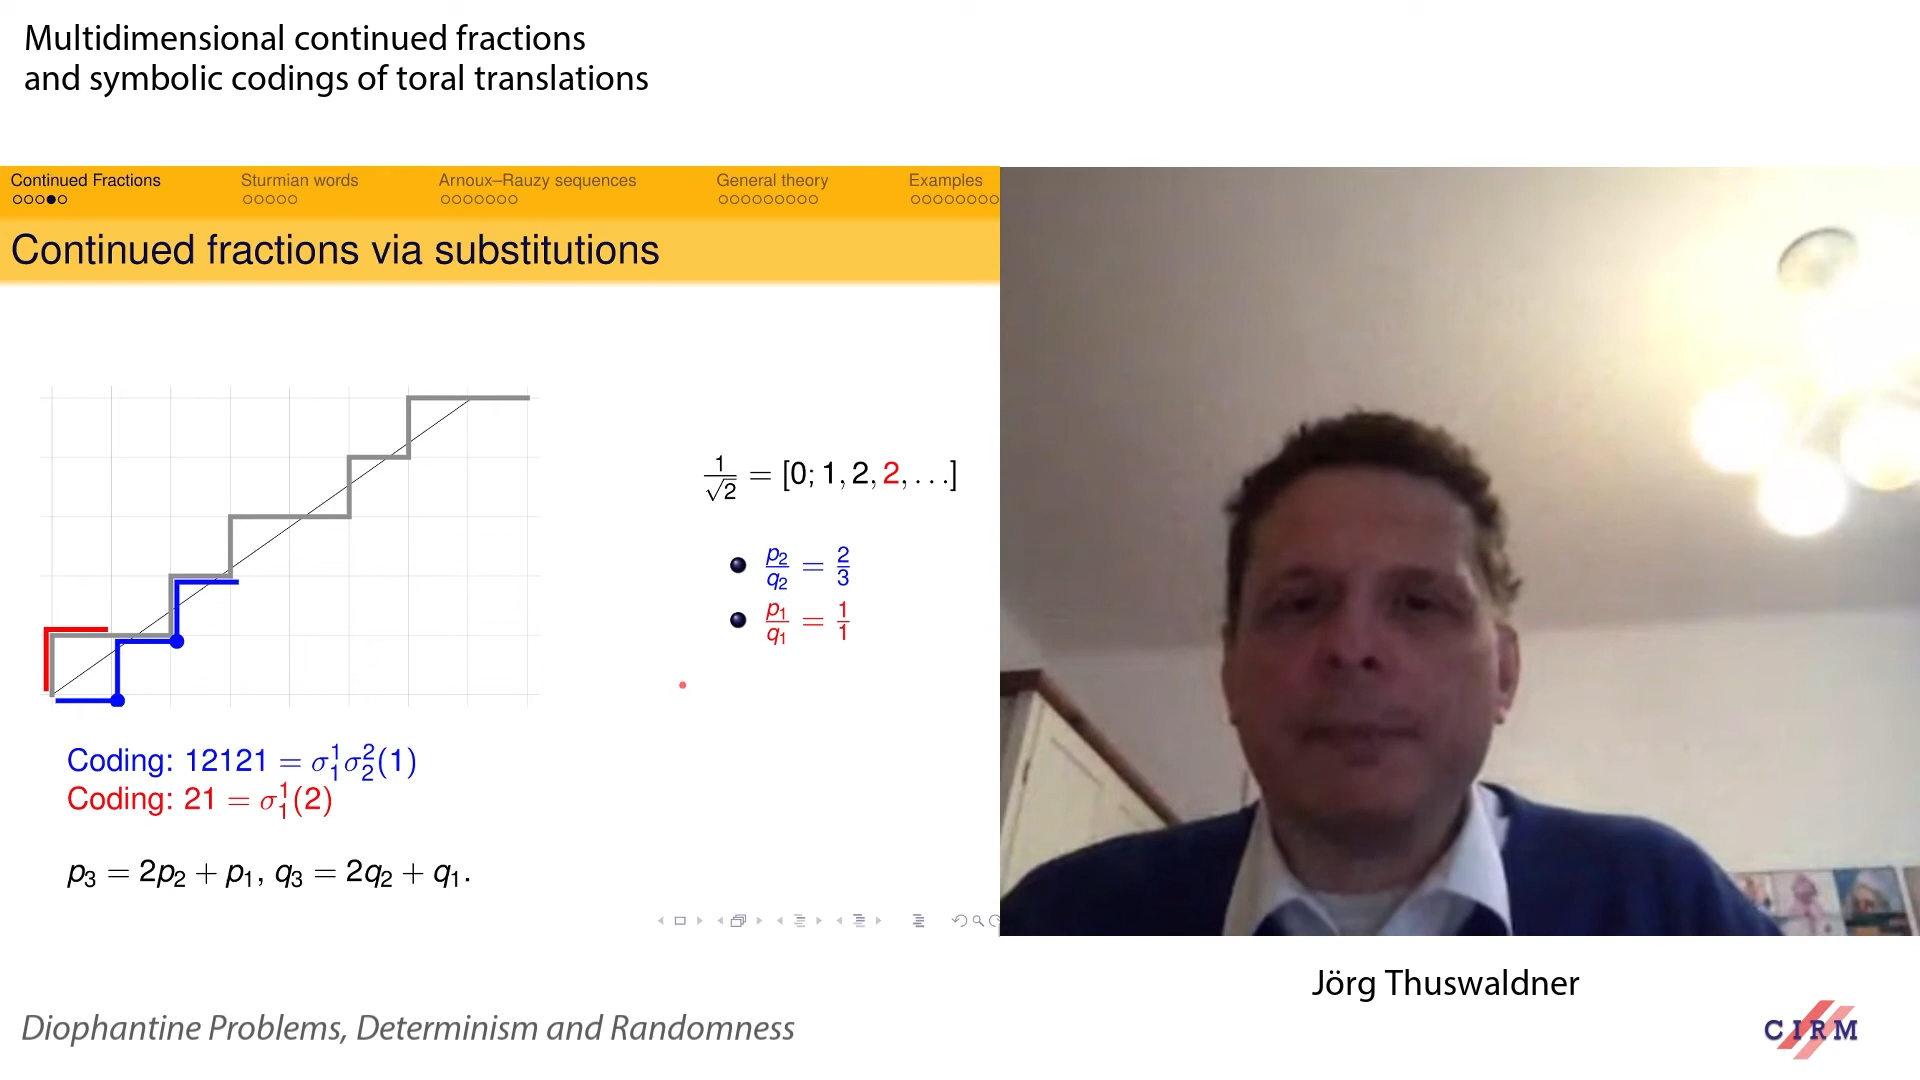 Multidimensional continued fractions
and symbolic codings of toral translations
Continued Fractions Sturmian words Arnoux–Rauzy sequences General theory Examples
Continued fractions via substitutions
1/√2 = [0; 1, 2, 2, . . .]
p₂/q₂ = 2/3
p₁/q₁ = 1/1
Coding: 12121 = σ₁¹σ₂²(1)
Coding: 21 = σ₁¹(2)
p₃ = 2p₂ + p₁, q₃ = 2q₂ + q₁.
Jörg Thuswaldner
Diophantine Problems, Determinism and Randomness
CIRM